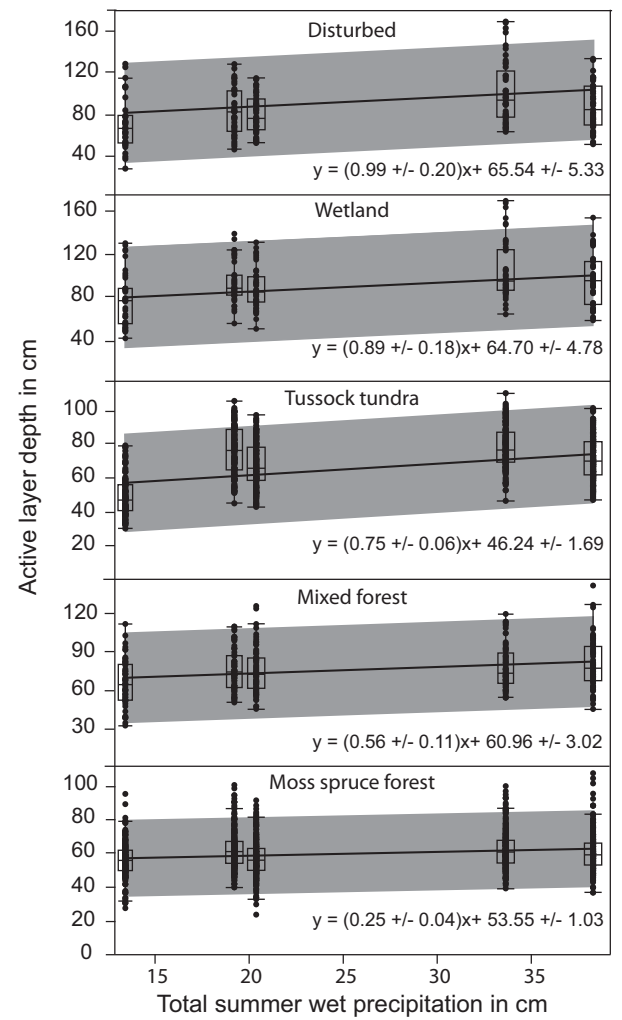 Disturbed
160
120
80
40
y = (0.99 +/- 0.20)x+ 65.54 +/- 5.33
Wetland
160
120
80
40
y = (0.89 +/- 0.18)x+ 64.70 +/- 4.78
Active layer depth in cm
Tussock tundra
100
80
60
40
20
y = (0.75 +/- 0.06)x+ 46.24 +/- 1.69
Mixed forest
120
90
60
30
y = (0.56 +/- 0.11)x+ 60.96 +/- 3.02
Moss spruce forest
100
80
60
40
20
0
y = (0.25 +/- 0.04)x+ 53.55 +/- 1.03
15 20 25 30 35
Total summer wet precipitation in cm